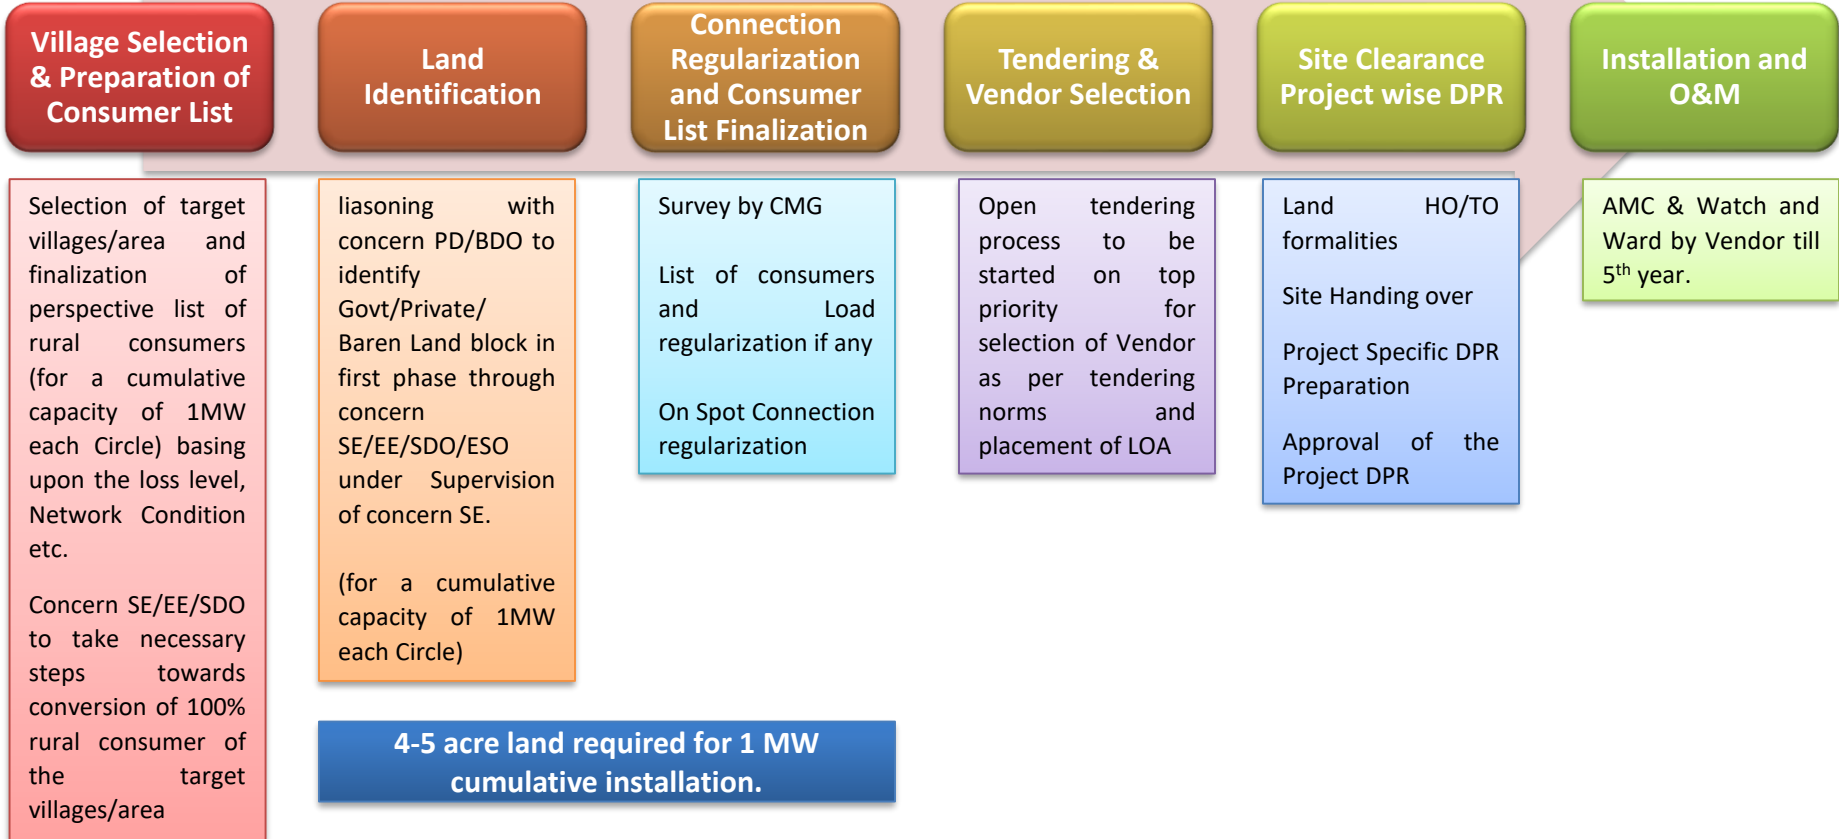 Village Selection
& Preparation of
Consumer List
Land
Identification
Connection
Regularization
and Consumer
List Finalization
Tendering &
Vendor Selection
Site Clearance
Project wise DPR
Installation and
O&M
Selection of target
villages/area and
finalization of
perspective list of
rural consumers
(for a cumulative
capacity of 1MW
each Circle) basing
upon the loss level,
Network Condition
etc.
Concern SE/EE/SDO
to take necessary
steps towards
conversion of 100%
rural consumer of
the target
villages/area
liasoning with
concern PD/BDO to
identify
Govt/Private/
Baren Land block in
first phase through
concern
SE/EE/SDO/ESO
under Supervision
of concern SE.
(for a cumulative
capacity of 1MW
each Circle)
4-5 acre land required for 1 MW
cumulative installation.
Survey by CMG
List of consumers
and Load
regularization if any
On Spot Connection
regularization
Open tendering
process to be
started on top
priority for
selection of Vendor
as per tendering
norms and
placement of LOA
Land HO/TO
formalities
Site Handing over
Project Specific DPR
Preparation
Approval of the
Project DPR
AMC & Watch and
Ward by Vendor till
5th year.